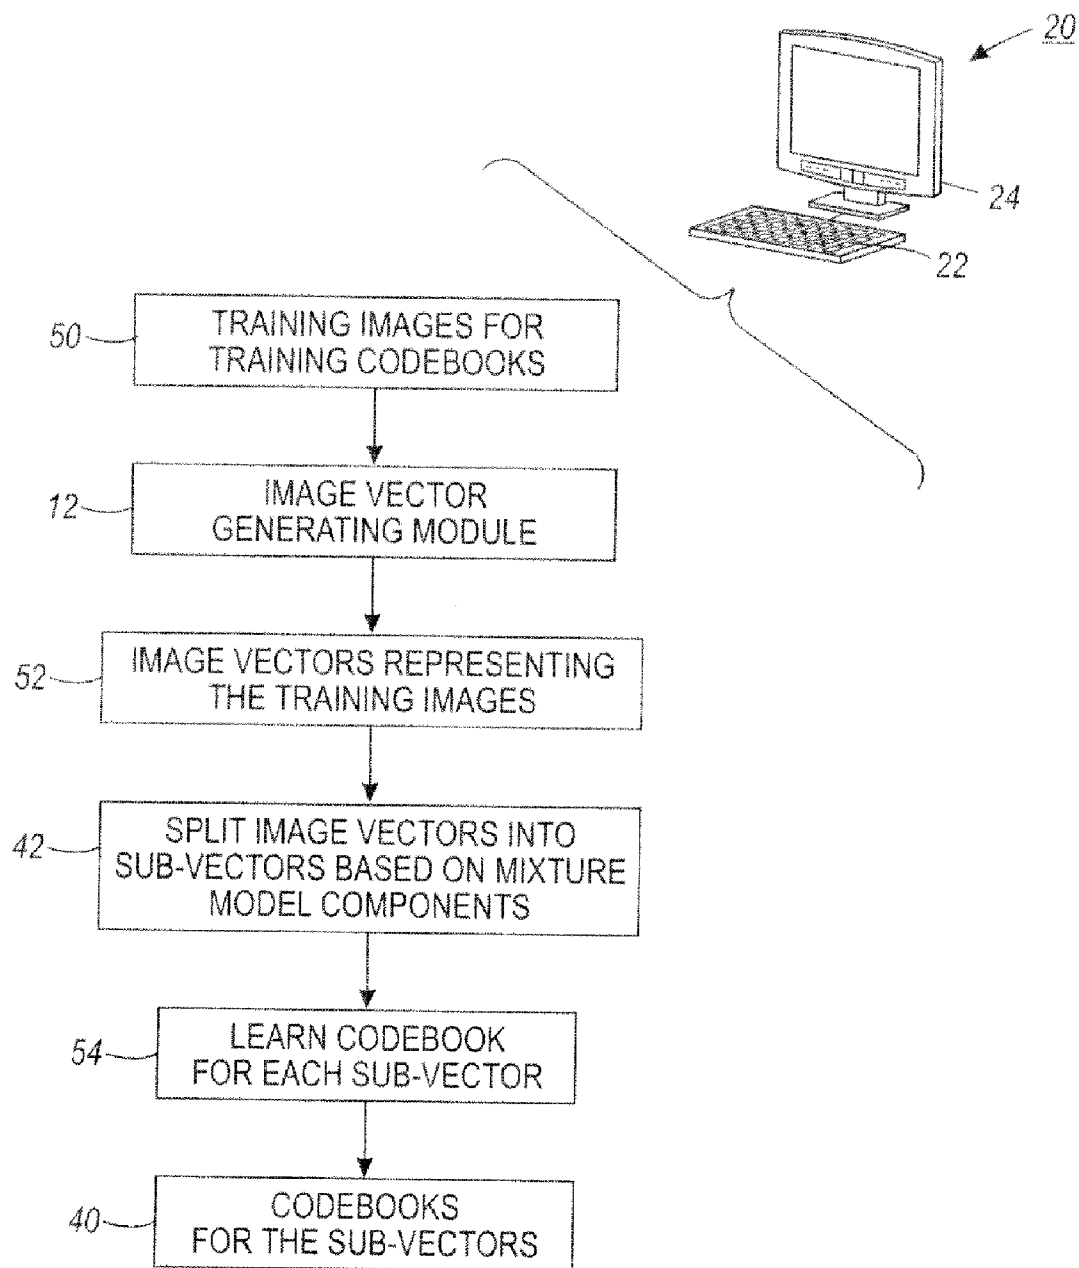 20
24
22
50
TRAINING IMAGES FOR
TRAINING CODEBOOKS
12
IMAGE VECTOR
GENERATING MODULE
52
IMAGE VECTORS REPRESENTING
THE TRAINING IMAGES
42
SPLIT IMAGE VECTORS INTO
SUB-VECTORS BASED ON MIXTURE
MODEL COMPONENTS
54
LEARN CODEBOOK
FOR EACH SUB-VECTOR
40
CODEBOOKS
FOR THE SUB-VECTORS